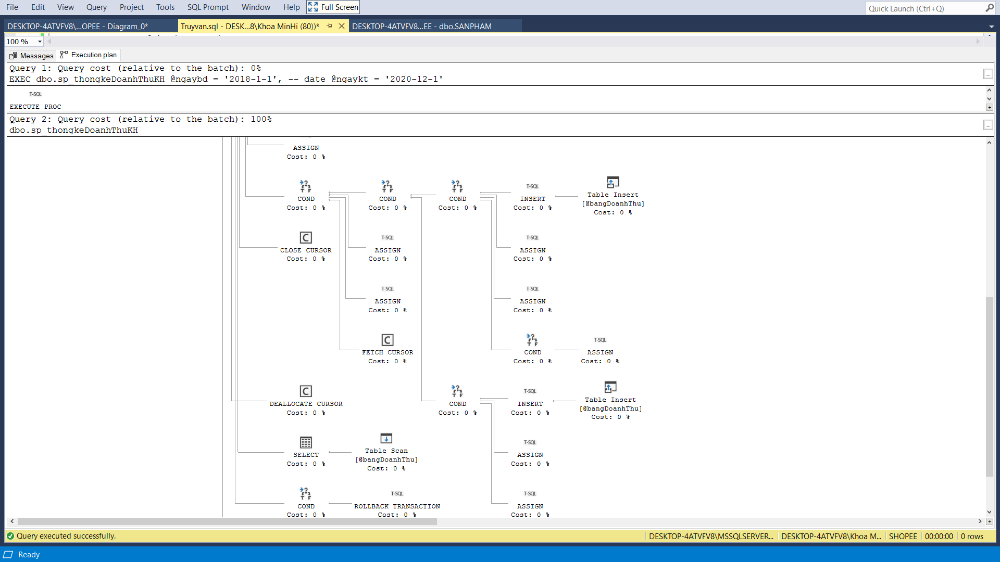 File Edit View Query Project Tools SQL Prompt Window Help Full Screen Quick Launch (Ctrl+Q)
DESKTOP-4ATVFV8\...OPEE - Diagram_0* Truyvan.sql - DESK...8\Khoa MinHi (80))* DESKTOP-4ATVFV8...EE - dbo.SANPHAM
100 %
Messages Execution plan
Query 1: Query cost (relative to the batch): 0%
EXEC dbo.sp_thongkeDoanhThuKH @ngaybd = '2018-1-1', -- date @ngaykt = '2020-12-1'
T-SQL
EXECUTE PROC
Query 2: Query cost (relative to the batch): 100%
dbo.sp_thongkeDoanhThuKH
ASSIGN
Cost: 0 %
T-SQL
COND COND COND INSERT Table Insert
[@bangDoanhThu]
Cost: 0 % Cost: 0 % Cost: 0 % Cost: 0 % Cost: 0 %
C T-SQL T-SQL
CLOSE CURSOR ASSIGN ASSIGN
Cost: 0 % Cost: 0 % Cost: 0 %
T-SQL T-SQL
ASSIGN ASSIGN
Cost: 0 % Cost: 0 %
C T-SQL
FETCH CURSOR COND ASSIGN
Cost: 0 % Cost: 0 % Cost: 0 %
C T-SQL
DEALLOCATE CURSOR COND INSERT Table Insert
[@bangDoanhThu]
Cost: 0 % Cost: 0 % Cost: 0 % Cost: 0 %
T-SQL
SELECT Table Scan ASSIGN
[@bangDoanhThu]
Cost: 0 % Cost: 0 % Cost: 0 %
T-SQL T-SQL
COND ROLLBACK TRANSACTION ASSIGN
Cost: 0 % Cost: 0 % Cost: 0 %
Query executed successfully. DESKTOP-4ATVFV8\MSSQLSERVER... DESKTOP-4ATVFV8\Khoa M... SHOPEE 00:00:00 0 rows
Ready